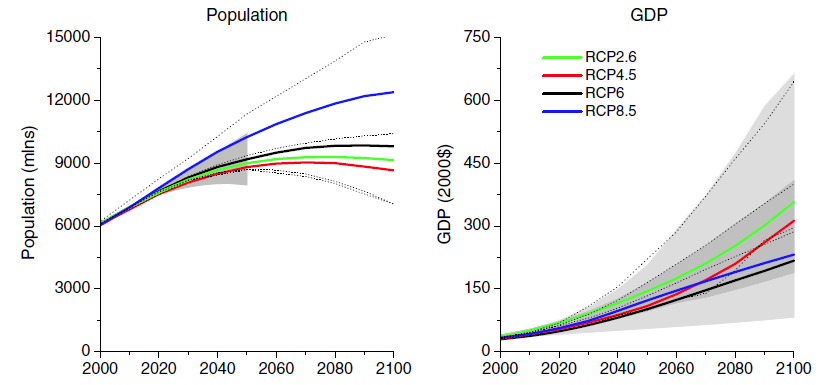 Population
GDP
Population (mlns)
15000
12000
9000
6000
3000
0
2000 2020 2040 2060 2080 2100
GDP (2000$)
750
600
450
300
150
0
2000 2020 2040 2060 2080 2100
RCP2.6
RCP4.5
RCP6
RCP8.5